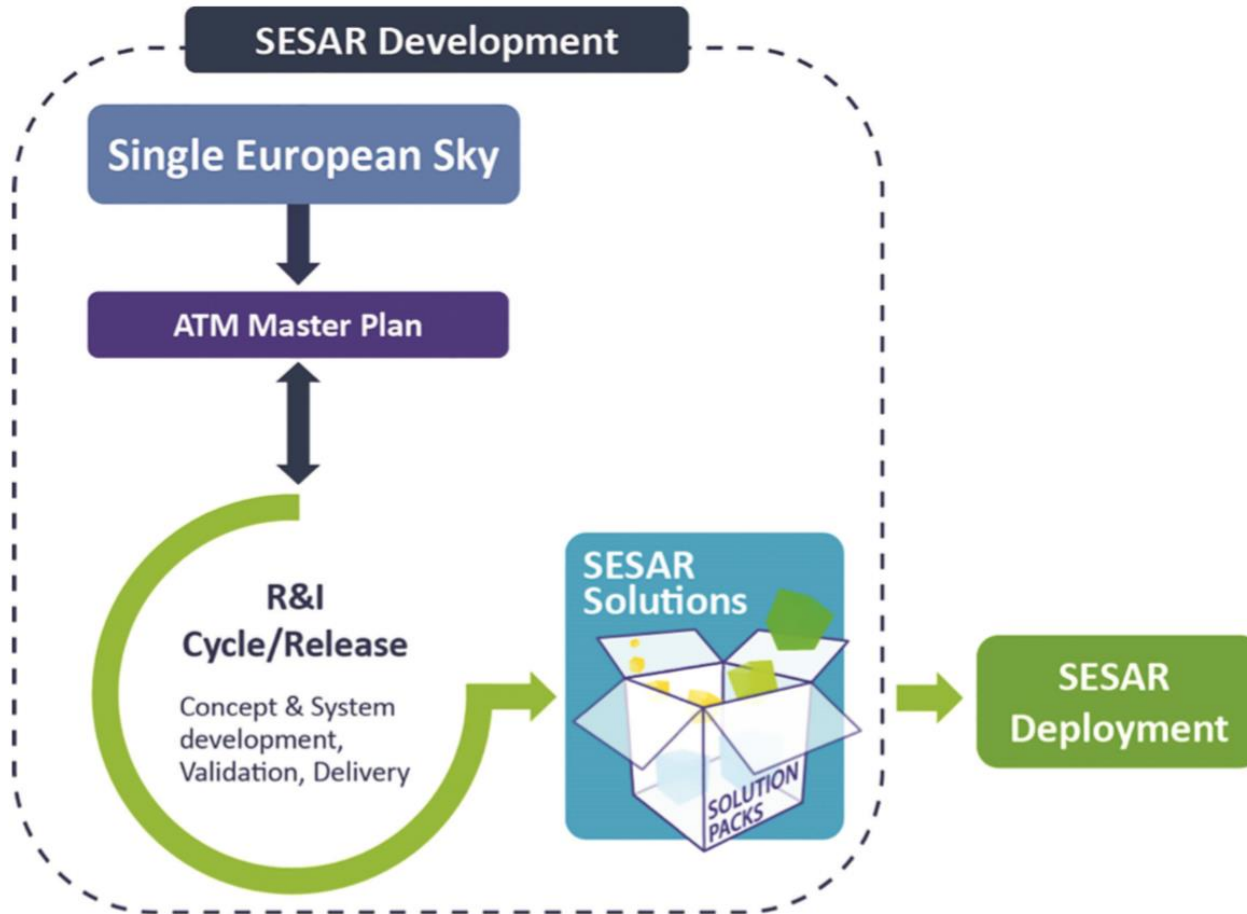 SESAR Development
Single European Sky
ATM Master Plan
R&I
Cycle/Release
Concept & System
development,
Validation, Delivery
SESAR
Solutions
SOLUTION
PACKS
SESAR
Deployment